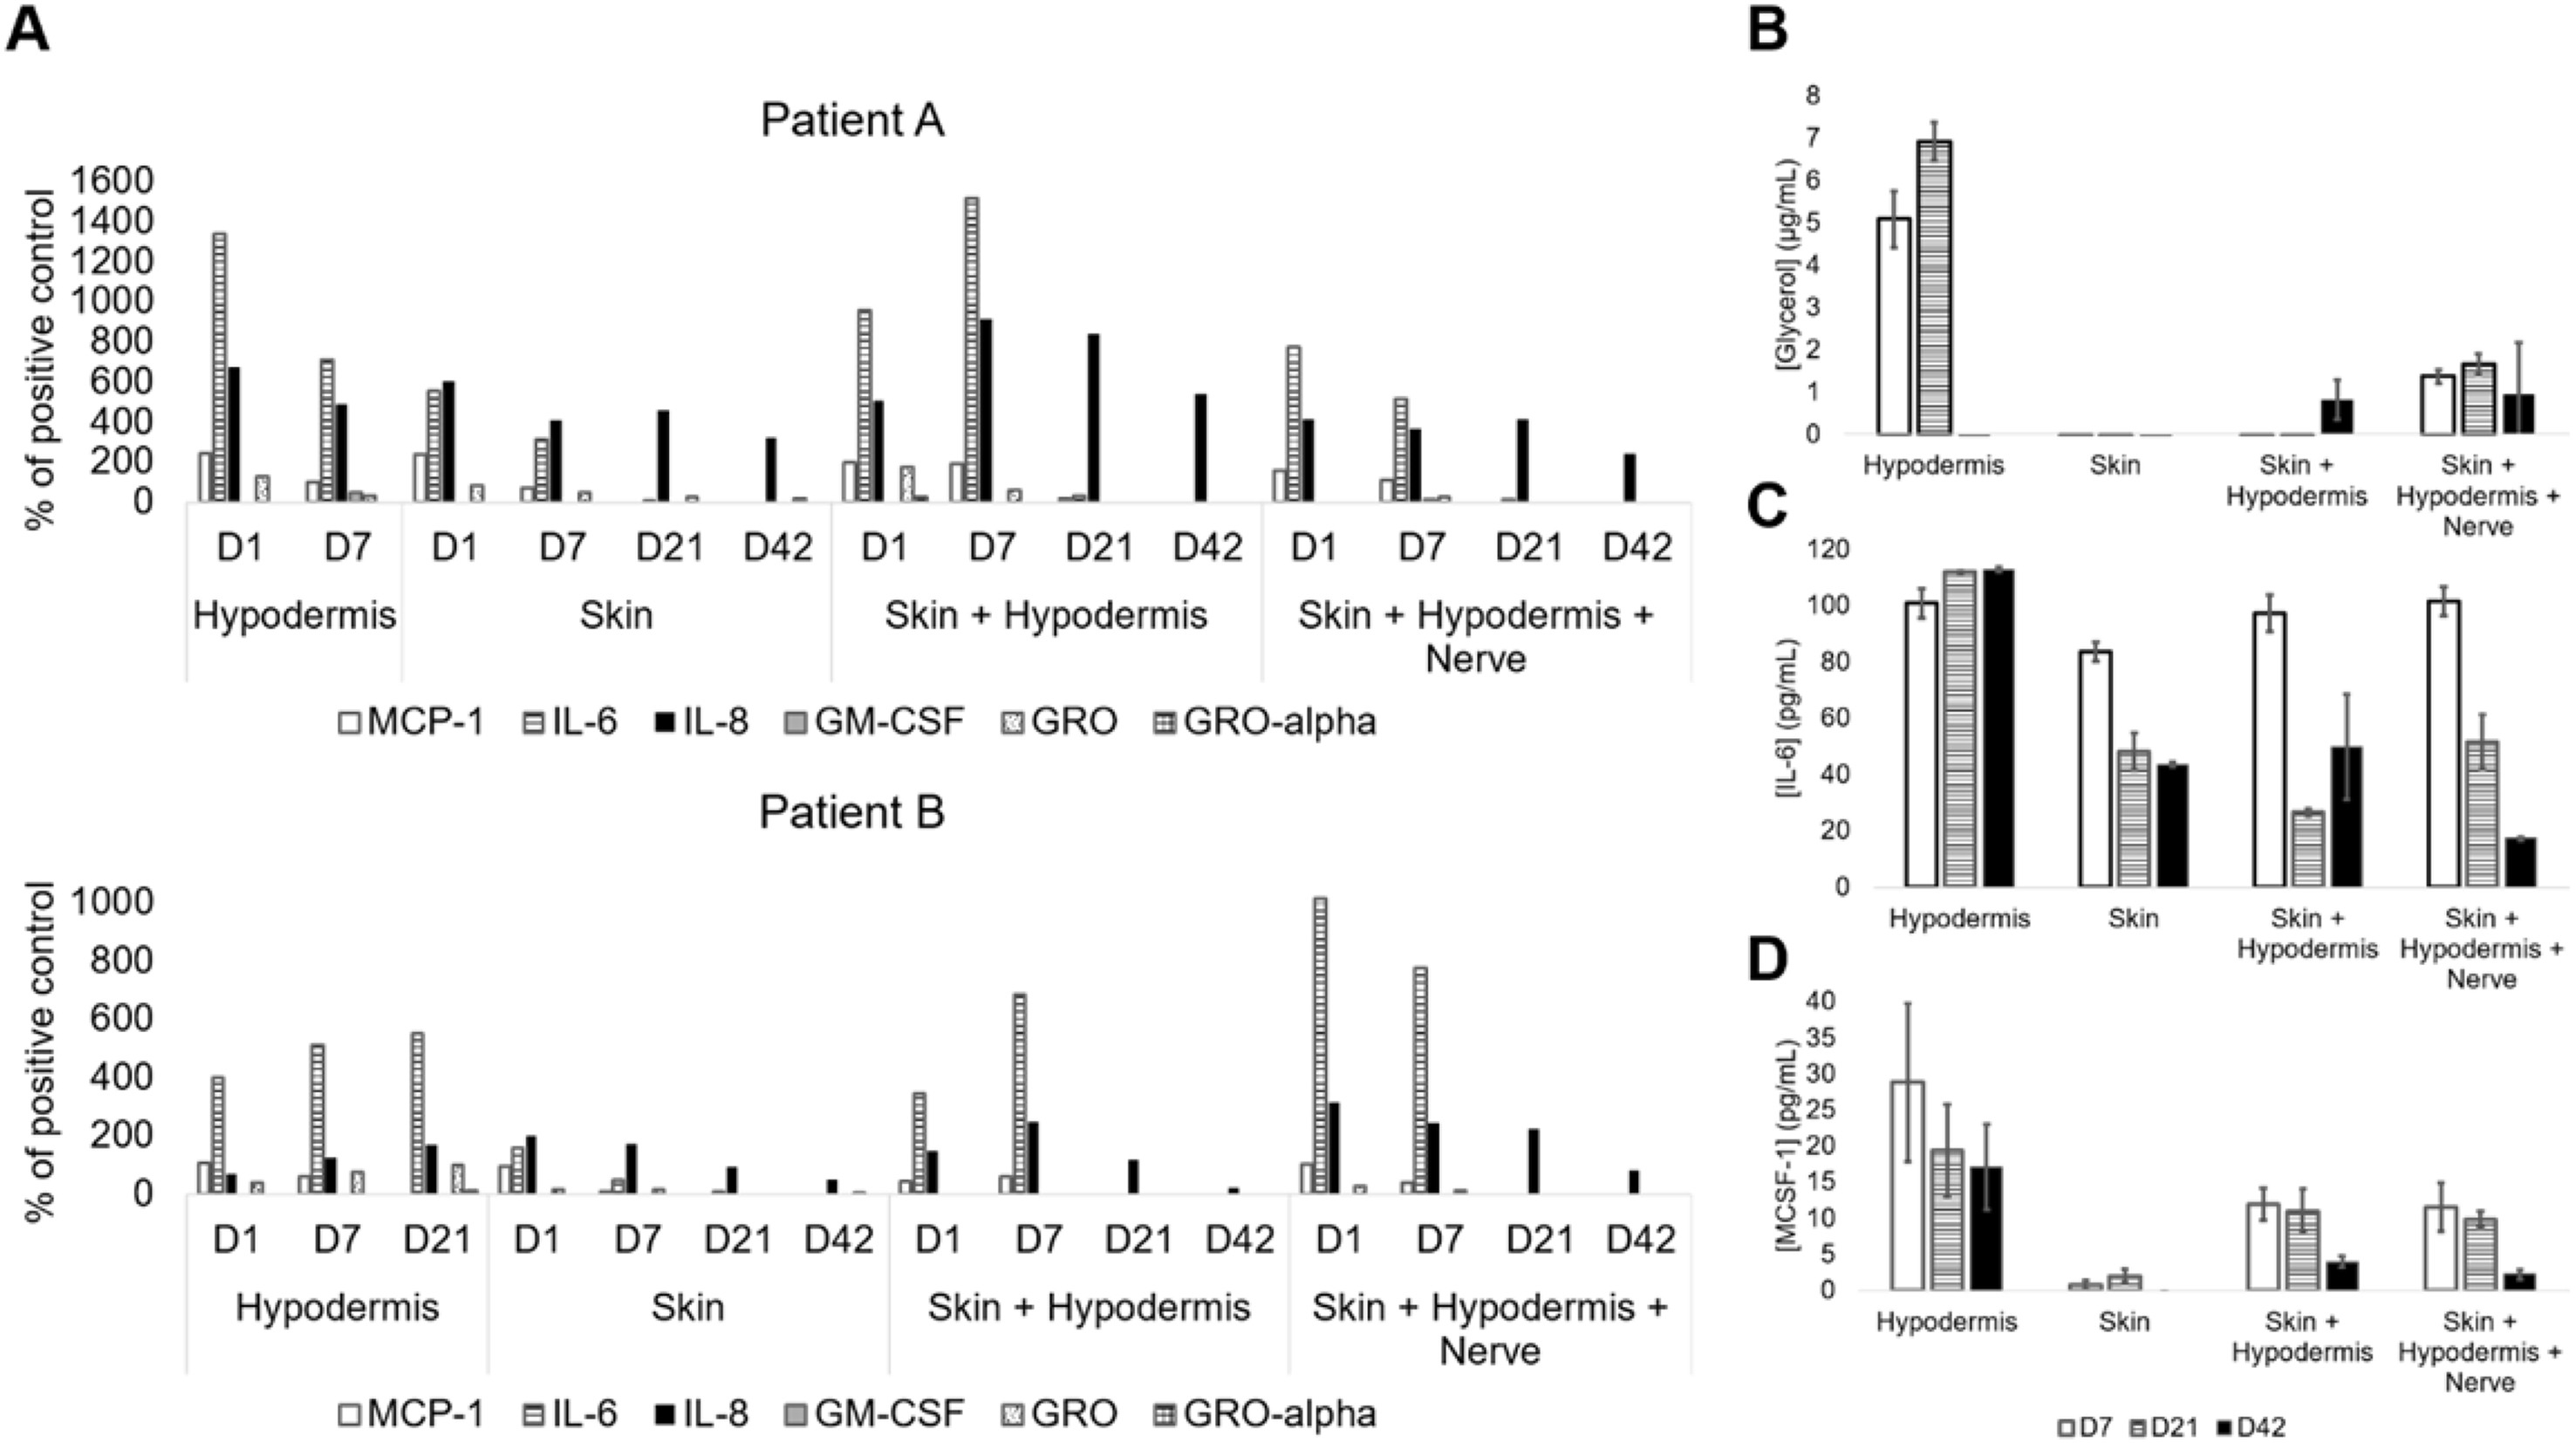 A
Patient A
% of positive control
1600
1400
1200
1000
800
600
400
200
0
D1 D7 D1 D7 D21 D42 D1 D7 D21 D42 D1 D7 D21 D42
Hypodermis Skin Skin + Hypodermis Skin + Hypodermis +
Nerve
MCP-1 IL-6 IL-8 GM-CSF GRO GRO-alpha
Patient B
% of positive control
1000
800
600
400
200
0
D1 D7 D21 D1 D7 D21 D42 D1 D7 D21 D42 D1 D7 D21 D42
Hypodermis Skin Skin + Hypodermis Skin + Hypodermis +
Nerve
MCP-1 IL-6 IL-8 GM-CSF GRO GRO-alpha
B
[Glycerol] (µg/mL)
8
7
6
5
4
3
2
1
0
Hypodermis Skin Skin + Skin +
Hypodermis Hypodermis +
Nerve
C
[IL-6] (pg/mL)
120
100
80
60
40
20
0
Hypodermis Skin Skin + Skin +
Hypodermis Hypodermis +
Nerve
D
[MCSF-1] (pg/mL)
40
35
30
25
20
15
10
5
0
Hypodermis Skin Skin + Skin +
Hypodermis Hypodermis +
Nerve
D7 D21 D42